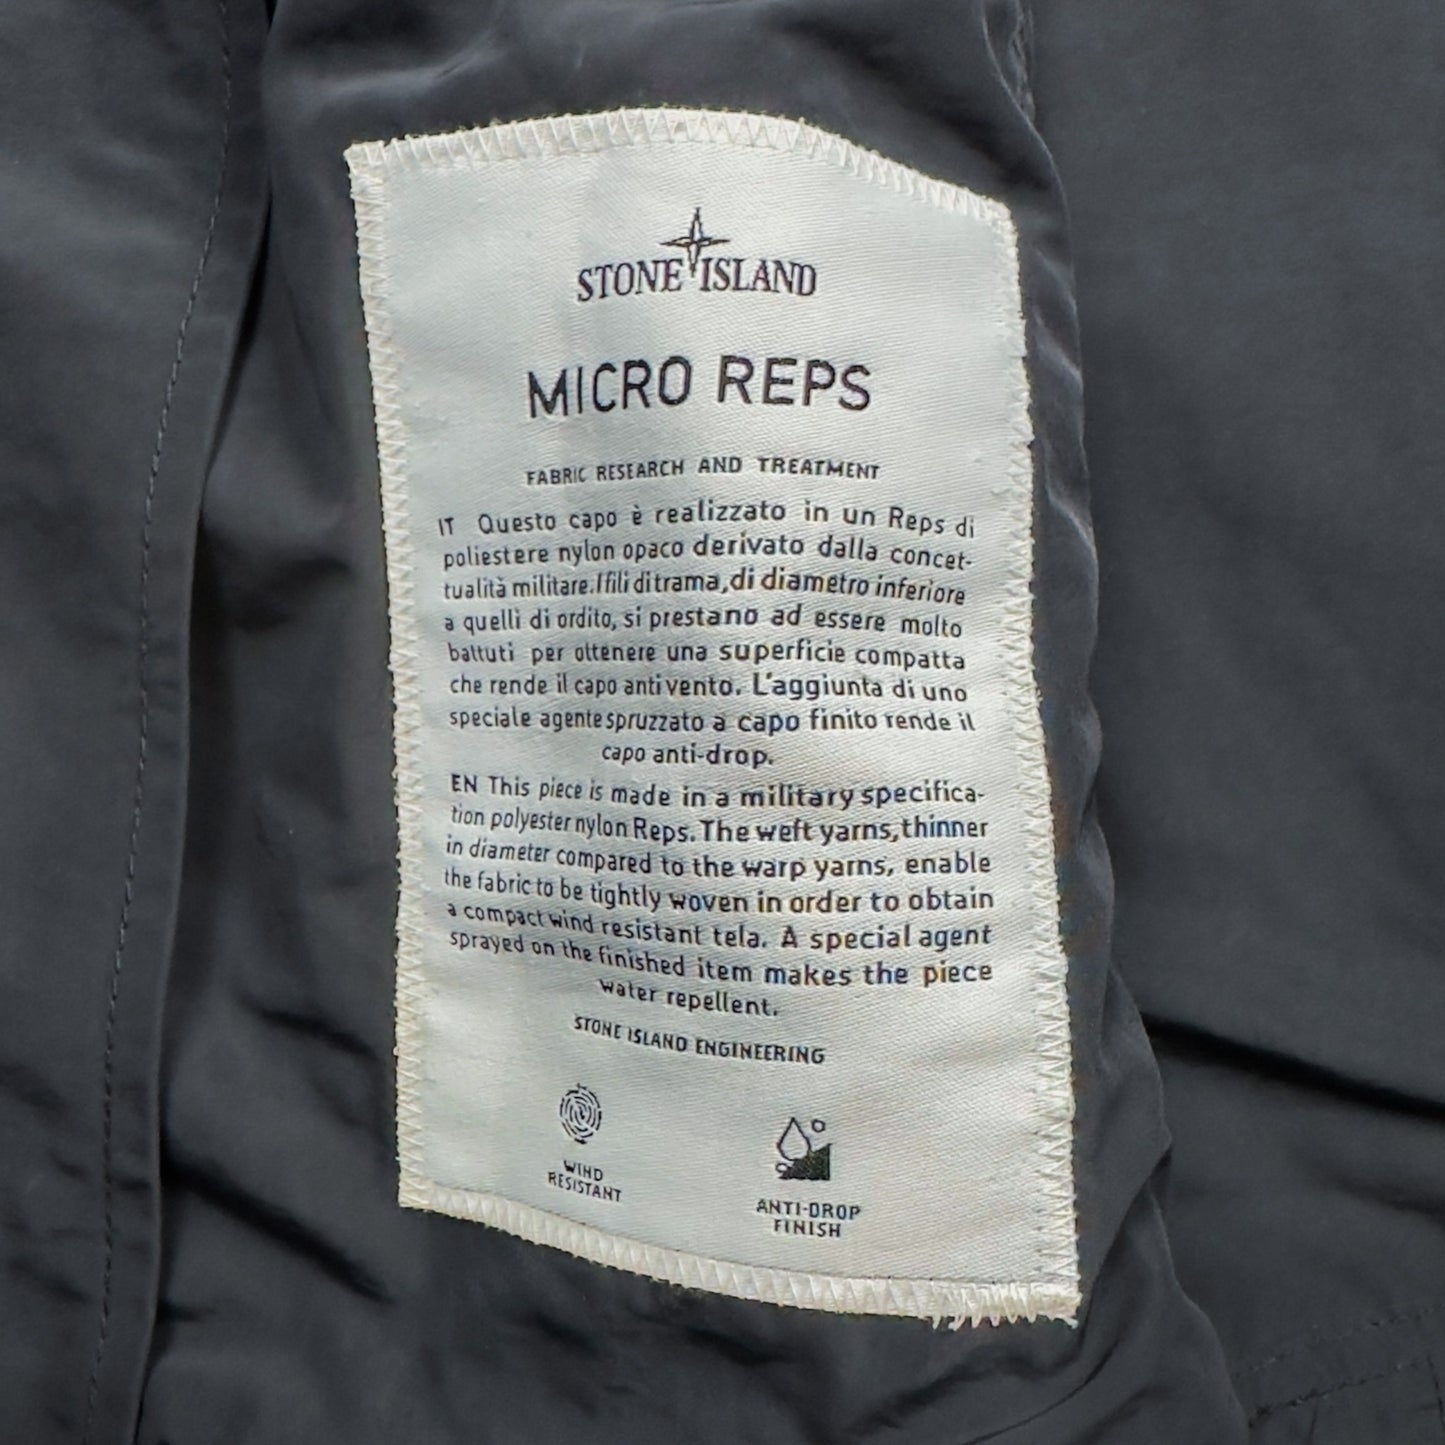 STONE ISLAND
MICRO REPS
FABRIC RESEARCH AND TREATMENT
IT Questo capo è realizzato in un Reps di
poliestere nylon opaco derivato dalla concet-
tualità militare. I fili di trama, di diametro inferiore
a quelli di ordito, si prestano ad essere molto
battuti per ottenere una superficie compatta
che rende il capo antivento. L'aggiunta di uno
speciale agente spruzzato a capo finito rende il
capo anti-drop.
EN This piece is made in a military specifica-
tion polyester nylon Reps. The weft yarns, thinner
in diameter compared to the warp yarns, enable
the fabric to be tightly woven in order to obtain
a compact wind resistant tela. A special agent
sprayed on the finished item makes the piece
water repellent.
STONE ISLAND ENGINEERING
WIND
RESISTANT
ANTI-DROP
FINISH